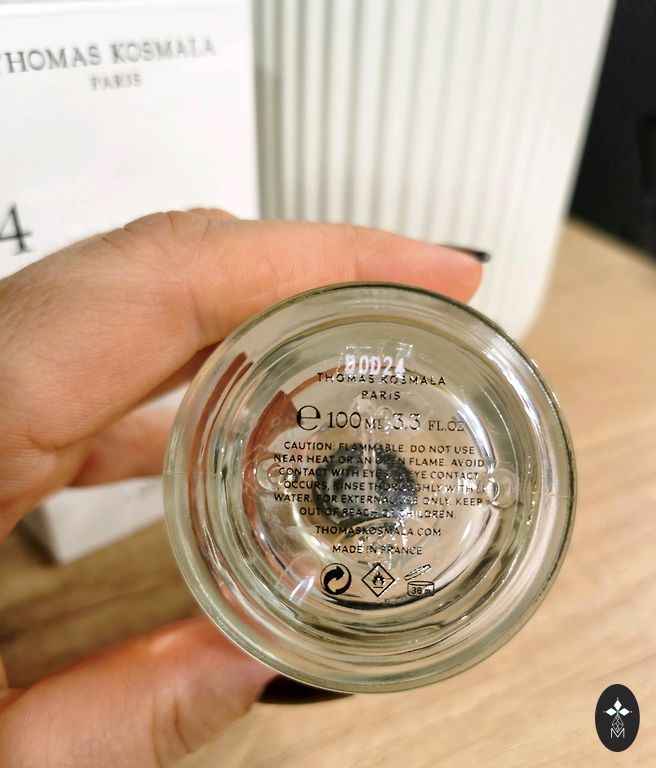 THOMAS KOSMALA
PARIS
4
90D24
THOMAS KOSMALA
PARIS
e 100 ML 3.3 FL.OZ
CAUTION: FLAMMABLE. DO NOT USE
NEAR HEAT OR AN OPEN FLAME. AVOID
CONTACT WITH EYES. IF EYE CONTACT
OCCURS, RINSE THOROUGHLY WITH
WATER. FOR EXTERNAL USE ONLY. KEEP
OUT OF REACH OF CHILDREN.
THOMASKOSMALA.COM
MADE IN FRANCE
36 m
M